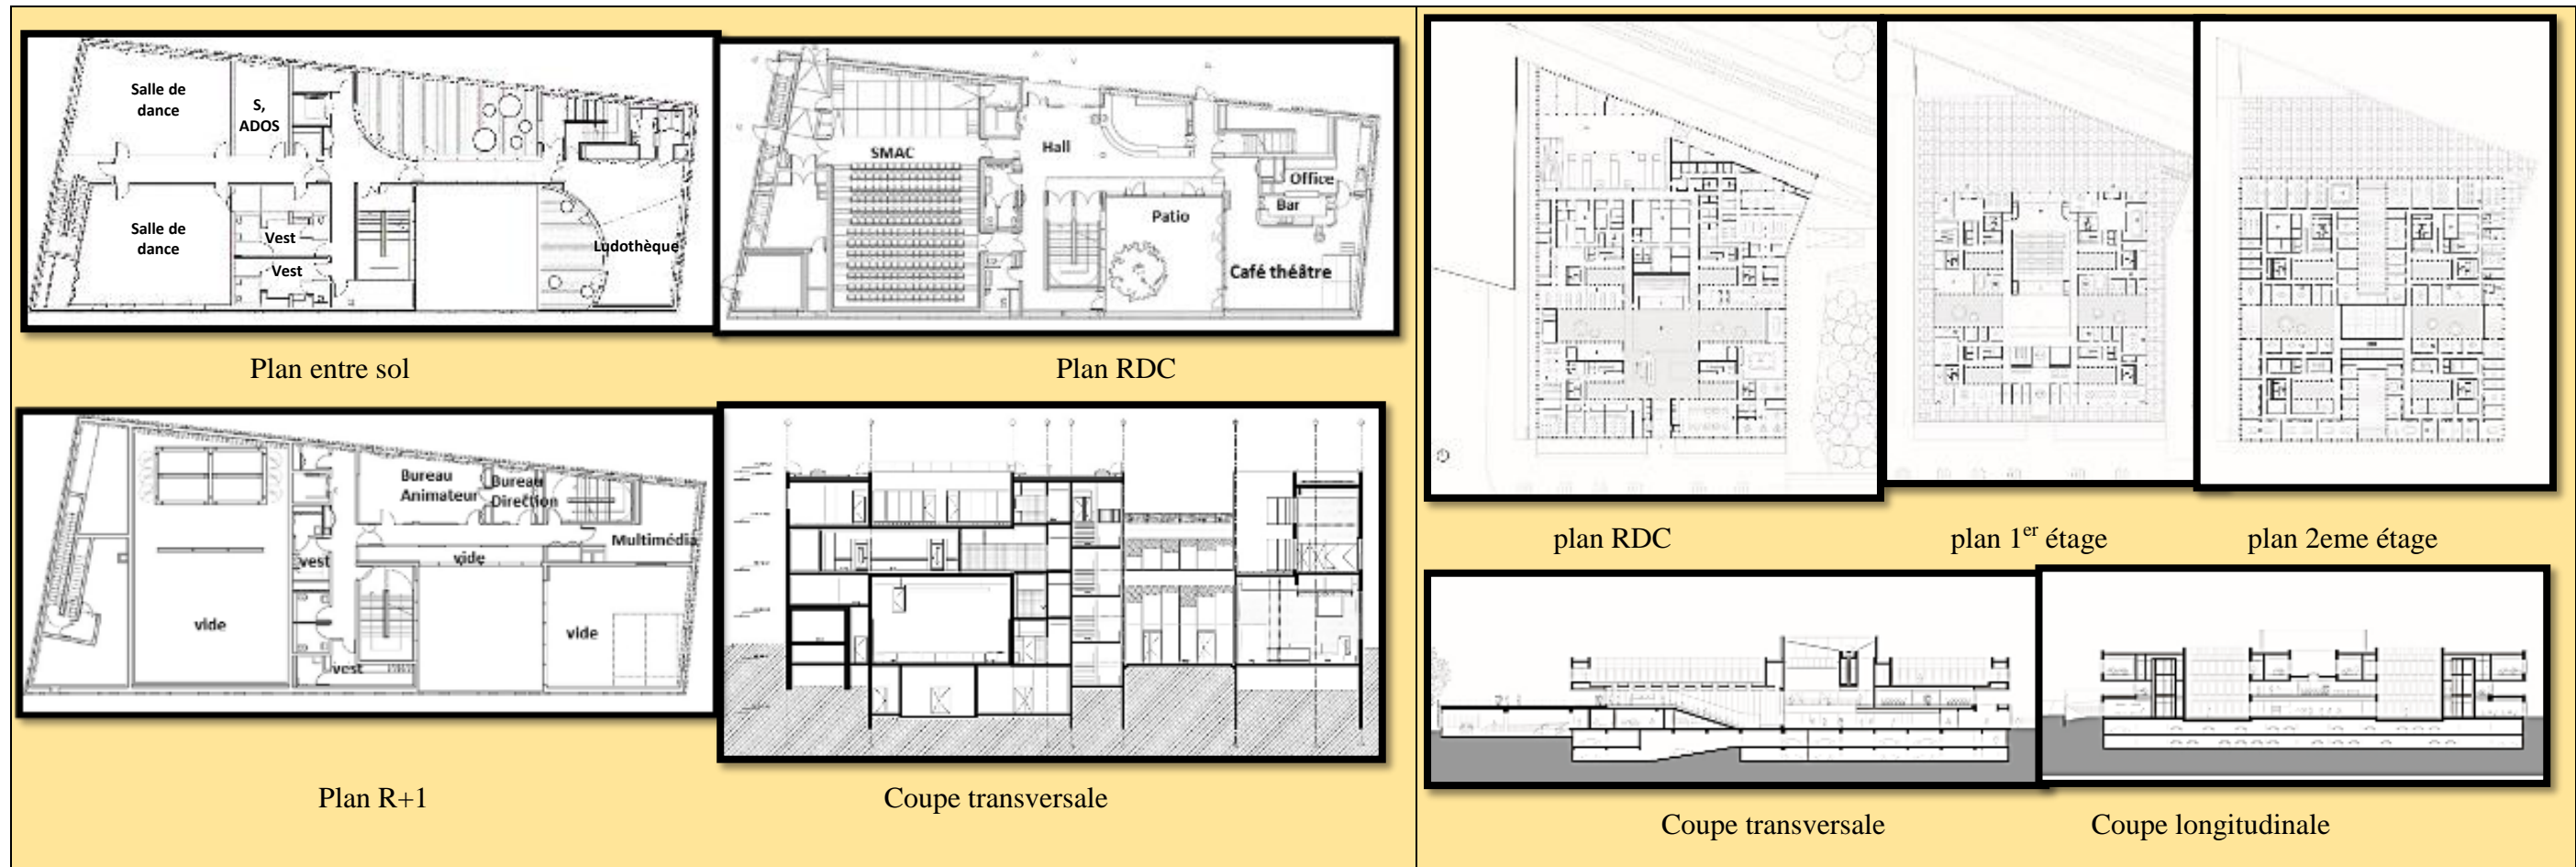 Salle de
dance
S,
ADOS
Salle de
dance
Vest
Vest
Ludothèque
SMAC
Hall
Office
Bar
Patio
Café théâtre
Plan entre sol
Plan RDC
Bureau
Animateur
Bureau
Direction
Multimédia
vide
vest
vide
vide
vest
Plan R+1
Coupe transversale
plan RDC
plan 1er étage
plan 2eme étage
Coupe transversale
Coupe longitudinale